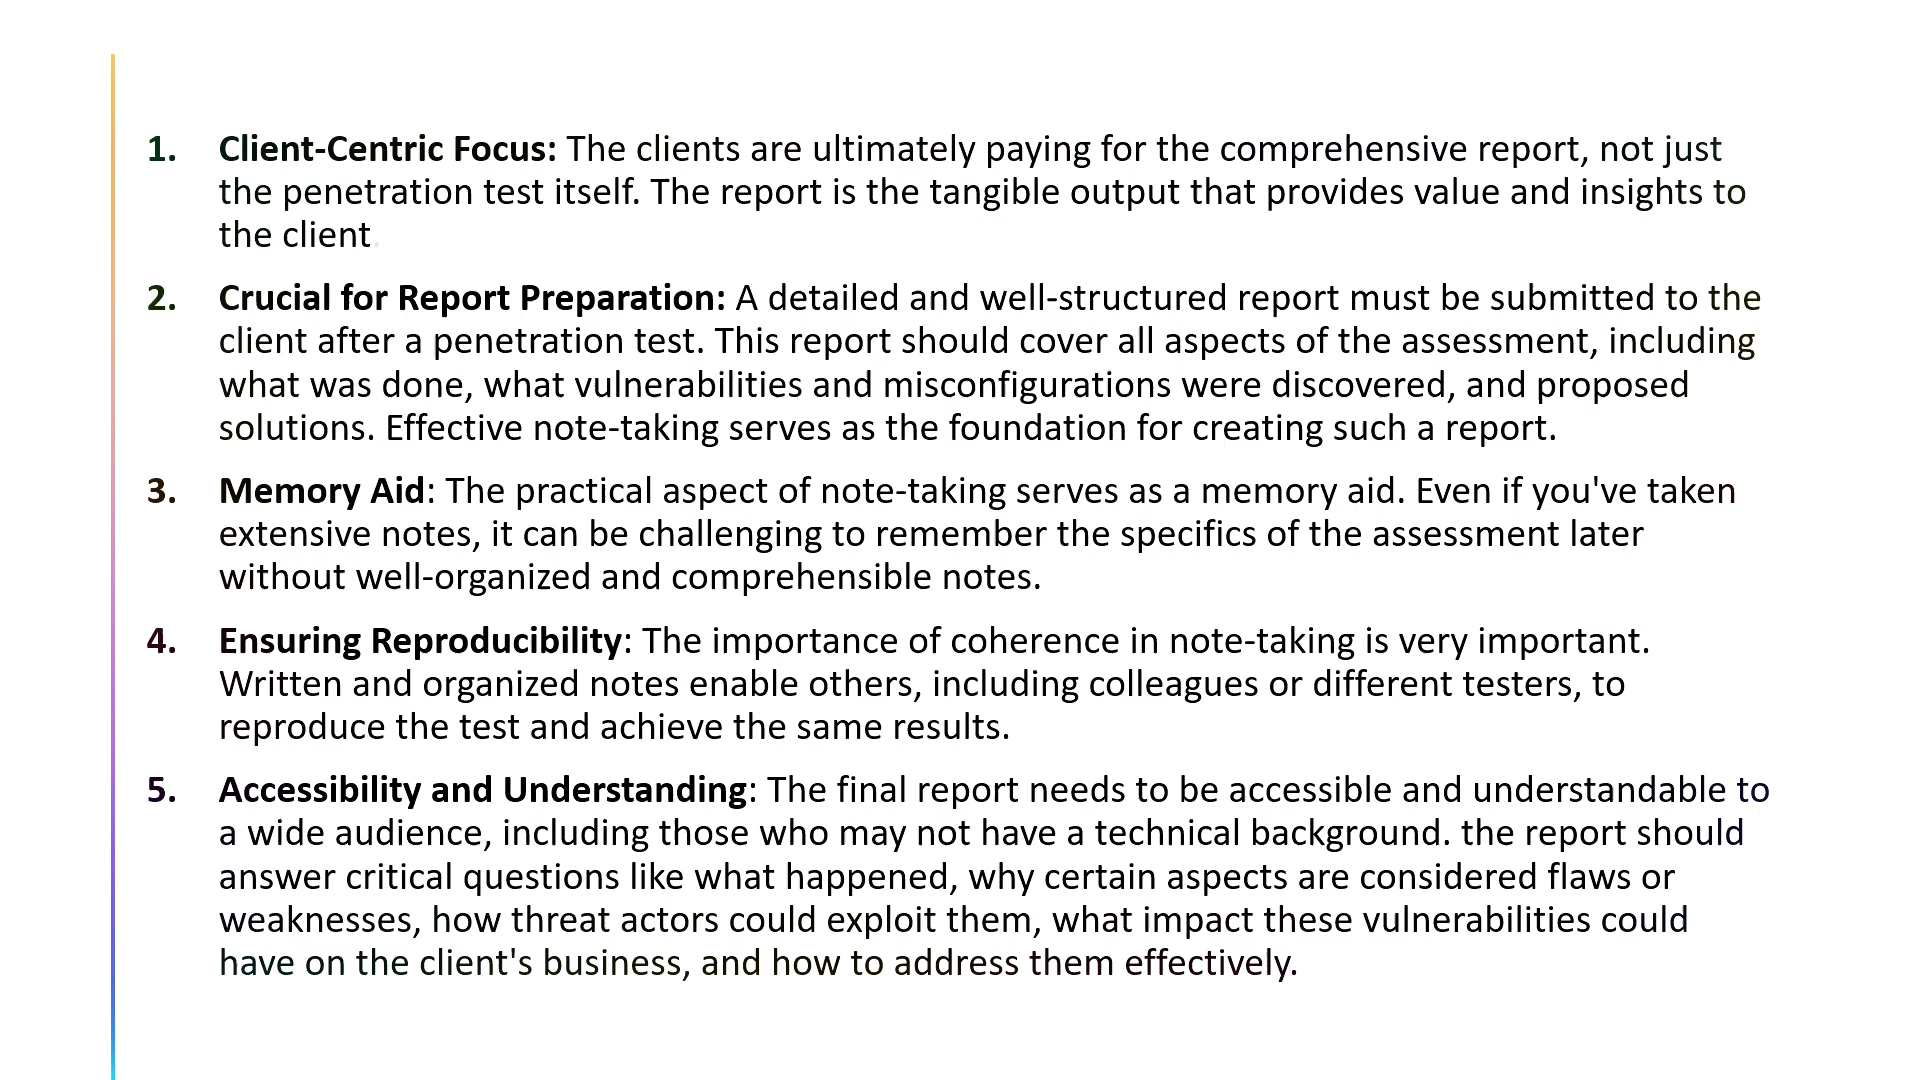 1. Client-Centric Focus: The clients are ultimately paying for the comprehensive report, not just
the penetration test itself. The report is the tangible output that provides value and insights to
the client.
2. Crucial for Report Preparation: A detailed and well-structured report must be submitted to the
client after a penetration test. This report should cover all aspects of the assessment, including
what was done, what vulnerabilities and misconfigurations were discovered, and proposed
solutions. Effective note-taking serves as the foundation for creating such a report.
3. Memory Aid: The practical aspect of note-taking serves as a memory aid. Even if you've taken
extensive notes, it can be challenging to remember the specifics of the assessment later
without well-organized and comprehensible notes.
4. Ensuring Reproducibility: The importance of coherence in note-taking is very important.
Written and organized notes enable others, including colleagues or different testers, to
reproduce the test and achieve the same results.
5. Accessibility and Understanding: The final report needs to be accessible and understandable to
a wide audience, including those who may not have a technical background. the report should
answer critical questions like what happened, why certain aspects are considered flaws or
weaknesses, how threat actors could exploit them, what impact these vulnerabilities could
have on the client's business, and how to address them effectively.